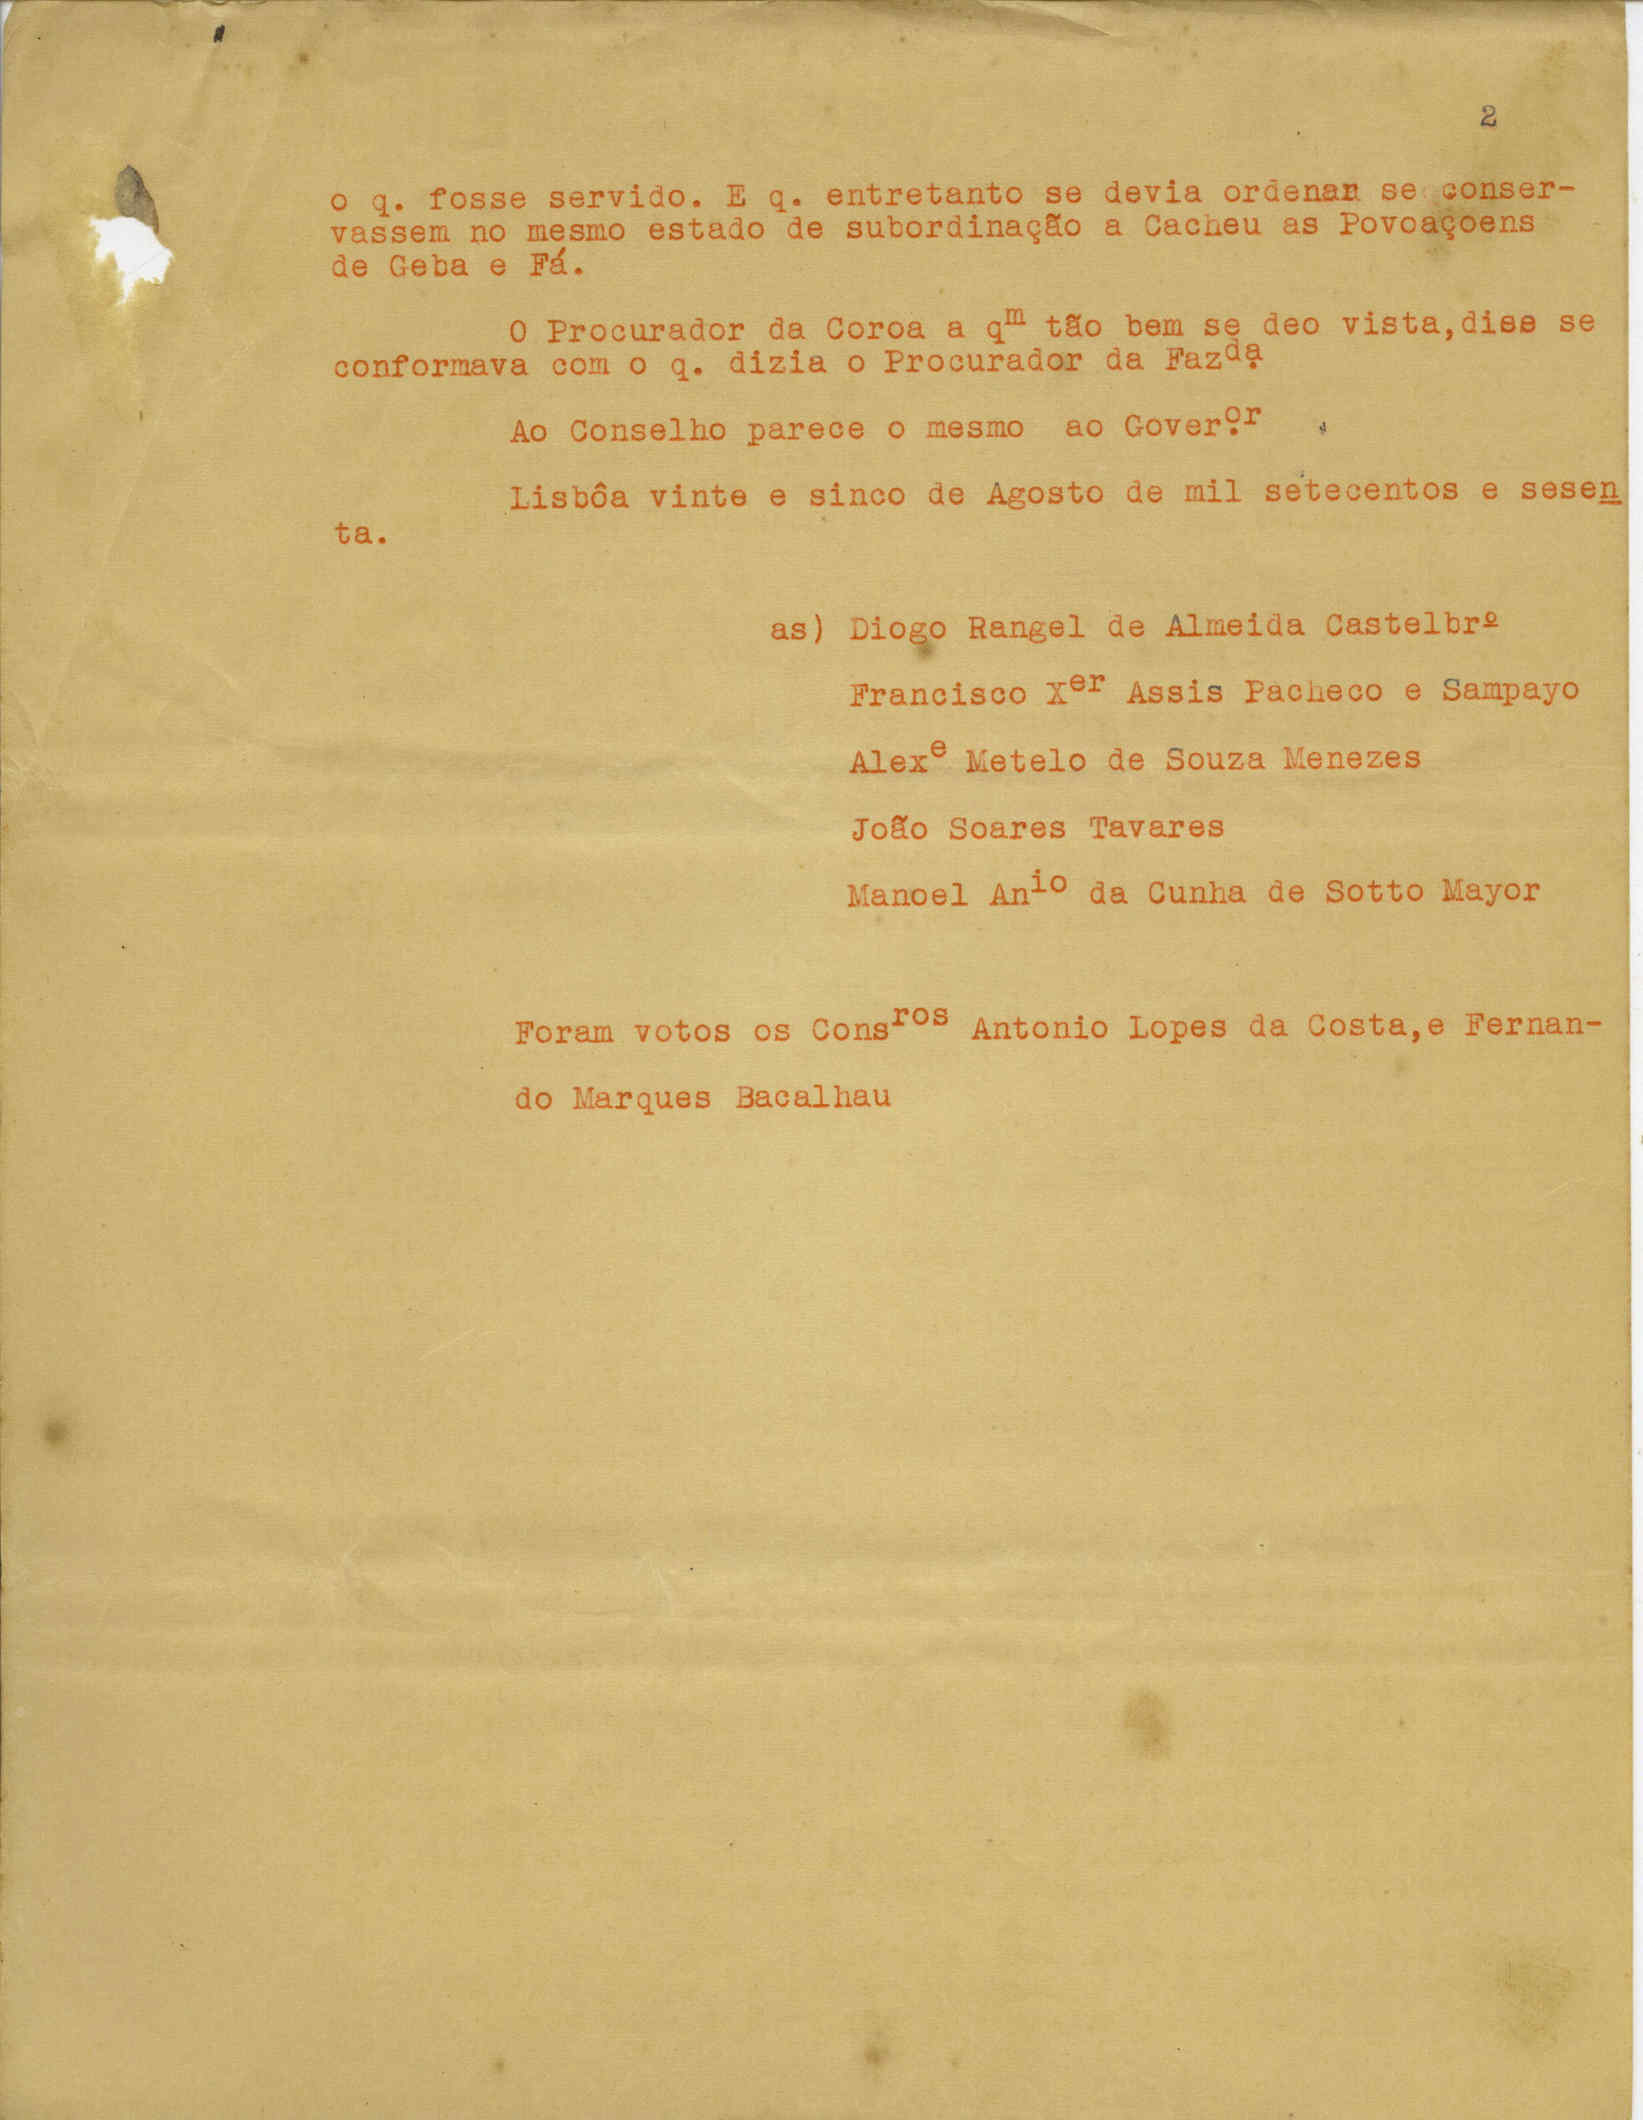 2
o q. fosse servido. E q. entretanto se devia ordenar se conser-
vassem no mesmo estado de subordinação a Cacheu as Povoaçoens
de Geba e Fá.
O Procurador da Coroa a qᵐ tão bem se deo vista,dise se
conformava com o q. dizia o Procurador da Fazᵈᵃ.
Ao Conselho parece o mesmo ao Goverᵒʳ.
Lisbôa vinte e sinco de Agosto de mil setecentos e sesen
ta.
as) Diogo Rangel de Almeida Castelbrº
Francisco Xᵉʳ Assis Pacheco e Sampayo
Alexᵉ Metelo de Souza Menezes
João Soares Tavares
Manoel Anⁱᵒ da Cunha de Sotto Mayor
Foram votos os Consʳᵒˢ Antonio Lopes da Costa,e Fernan-
do Marques Bacalhau